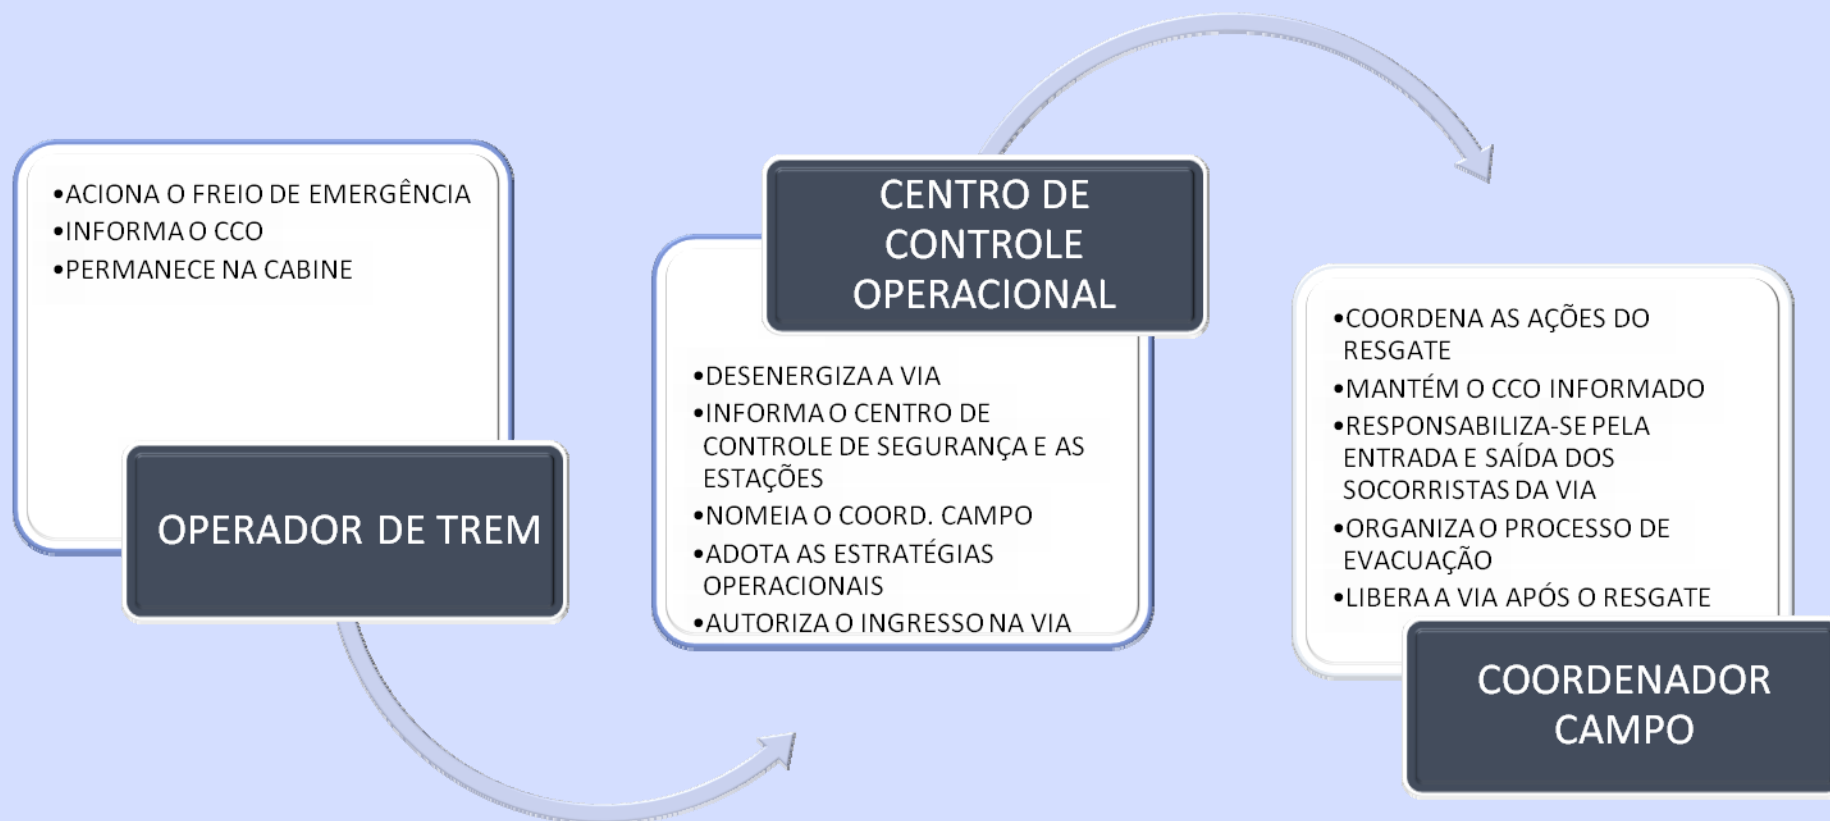 •ACIONA O FREIO DE EMERGÊNCIA
•INFORMA O CCO
•PERMANECE NA CABINE
OPERADOR DE TREM
CENTRO DE
CONTROLE
OPERACIONAL
•DESENERGIZA A VIA
•INFORMA O CENTRO DE
CONTROLE DE SEGURANÇA E AS
ESTAÇÕES
•NOMEIA O COORD. CAMPO
•ADOTA AS ESTRATÉGIAS
OPERACIONAIS
•AUTORIZA O INGRESSO NA VIA
•COORDENA AS AÇÕES DO
RESGATE
•MANTÉM O CCO INFORMADO
•RESPONSABILIZA-SE PELA
ENTRADA E SAÍDA DOS
SOCORRISTAS DA VIA
•ORGANIZA O PROCESSO DE
EVACUAÇÃO
•LIBERA A VIA APÓS O RESGATE
COORDENADOR
CAMPO